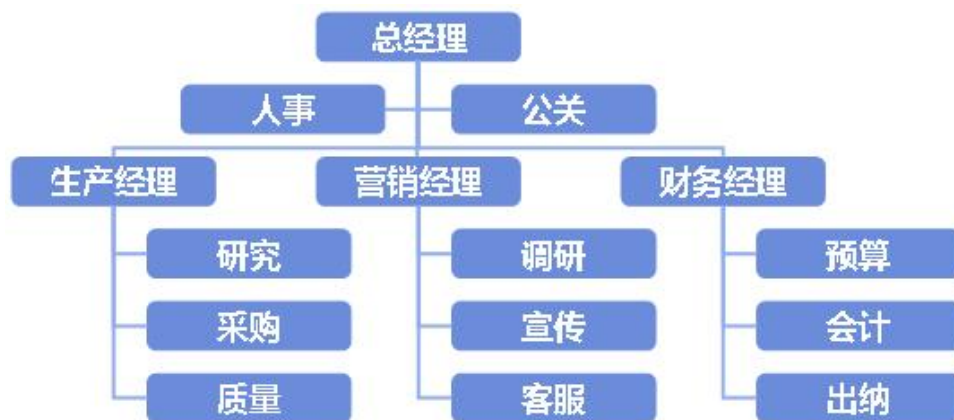 总经理
人事 公关
生产经理 营销经理 财务经理
研究 调研 预算
采购 宣传 会计
质量 客服 出纳